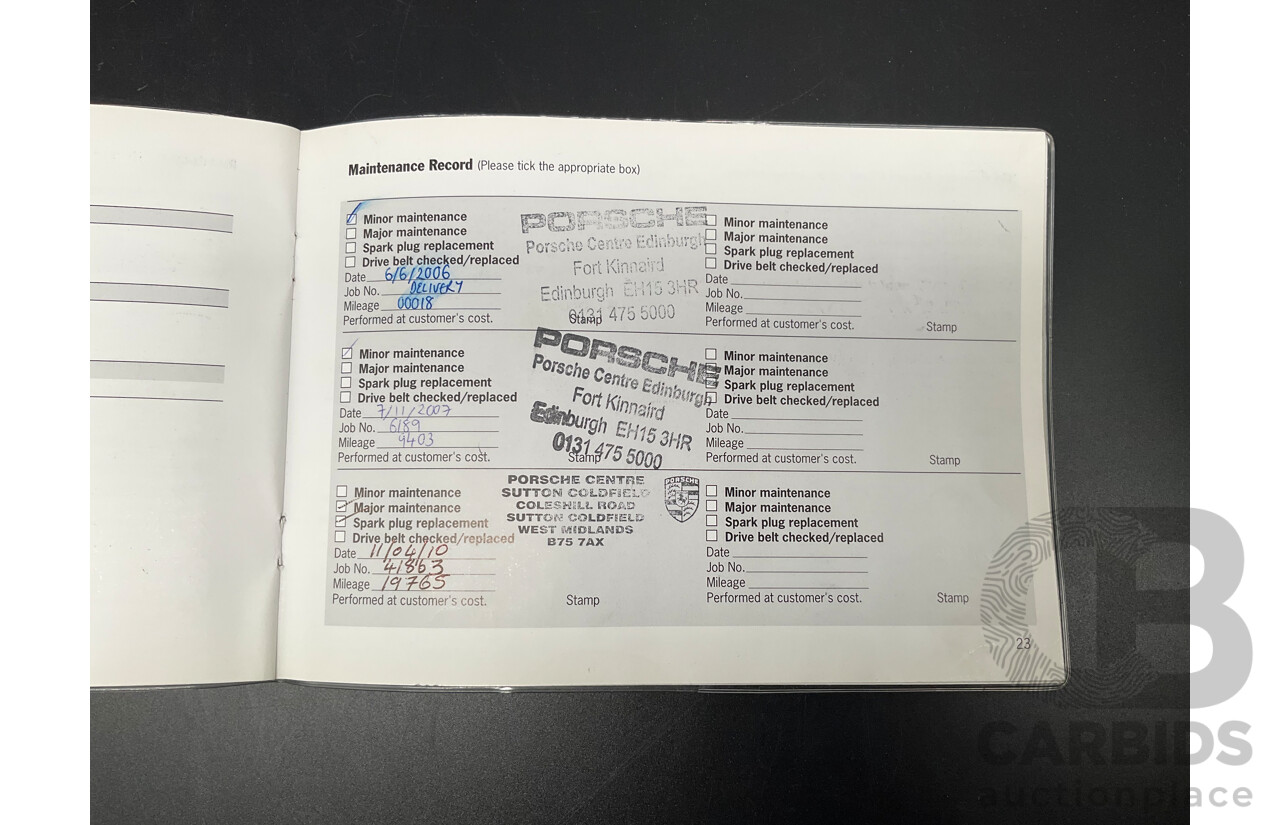 Maintenance Record (Please tick the appropriate box)
Minor maintenance
Major maintenance
Spark plug replacement
Drive belt checked/replaced
Date 6/6/2006
Job No. DELIVERY
Mileage 00018
Performed at customer's cost.
PORSCHE
Porsche Centre Edinburgh
Fort Kinnaird
Edinburgh EH15 3HR
0131 475 5000
Stamp
Minor maintenance
Major maintenance
Spark plug replacement
Drive belt checked/replaced
Date
Job No.
Mileage
Performed at customer's cost.
Stamp
Minor maintenance
Major maintenance
Spark plug replacement
Drive belt checked/replaced
Date 7/11/2007
Job No. 6189
Mileage 9403
Performed at customer's cost.
PORSCHE
Porsche Centre Edinburgh
Fort Kinnaird
Edinburgh EH15 3HR
0131 475 5000
Stamp
Minor maintenance
Major maintenance
Spark plug replacement
Drive belt checked/replaced
Date
Job No.
Mileage
Performed at customer's cost.
Stamp
Minor maintenance
Major maintenance
Spark plug replacement
Drive belt checked/replaced
Date 11/04/10
Job No. 41863
Mileage 19765
Performed at customer's cost.
PORSCHE CENTRE
SUTTON COLDFIELD
COLESHILL ROAD
SUTTON COLDFIELD
WEST MIDLANDS
B75 7AX
PORSCHE
Stamp
Minor maintenance
Major maintenance
Spark plug replacement
Drive belt checked/replaced
Date
Job No.
Mileage
Performed at customer's cost.
Stamp
23
CB
CARBIDS
auctionplace